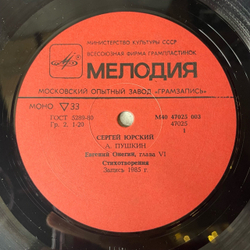 МИНИСТЕРСТВО КУЛЬТУРЫ СССР
ВСЕСОЮЗНАЯ ФИРМА ГРАМПЛАСТИНОК
МЕЛОДИЯ
МОСКОВСКИЙ ОПЫТНЫЙ ЗАВОД «ГРАМЗАПИСЬ»
МОНО 33
ГОСТ 5289-80 М40 47025 003
Гр. 2. 1-20 47025
1
СЕРГЕЙ ЮРСКИЙ
А. ПУШКИН
Евгений Онегин, глава VI
Стихотворения
Запись 1985 г